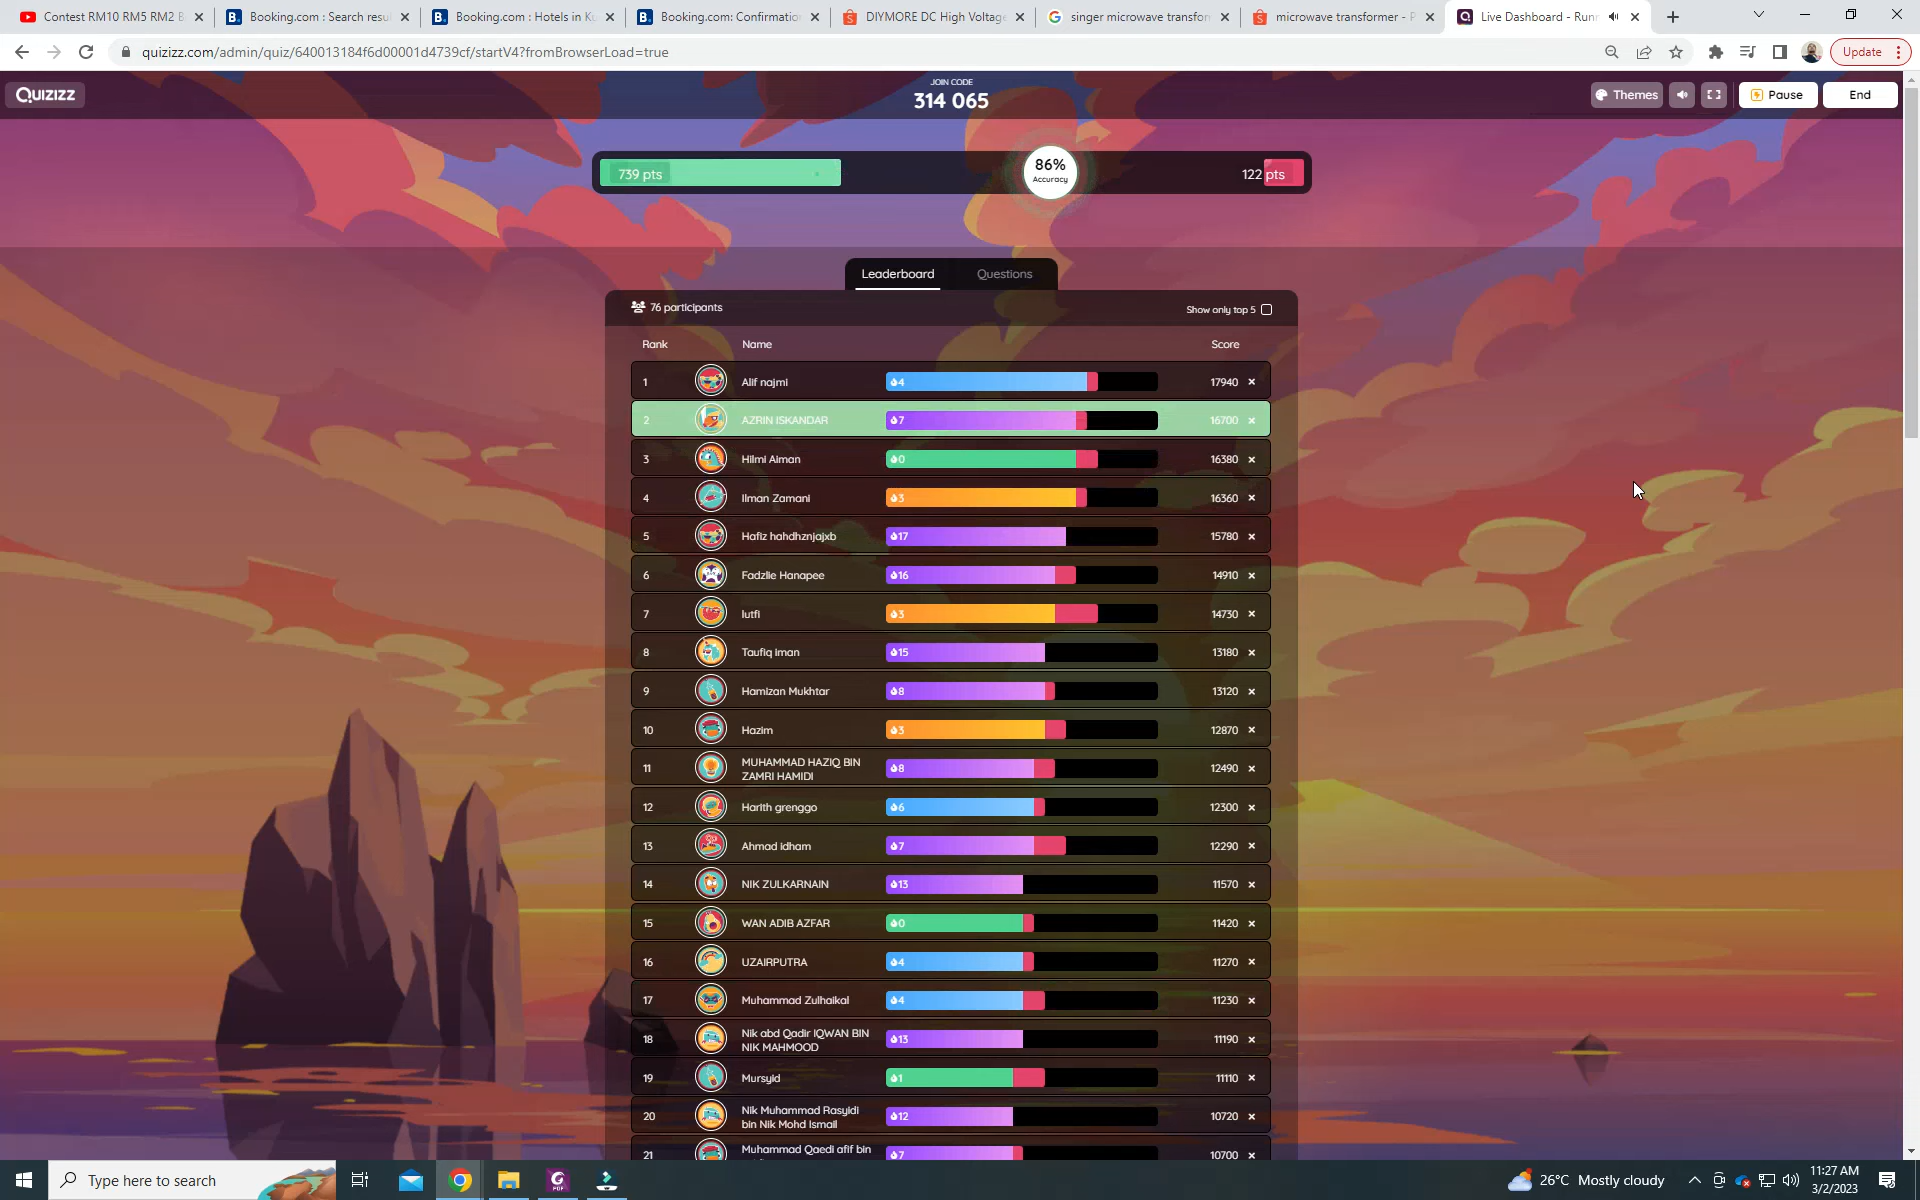 Contest RM10 RM5 RM2 B
Booking.com : Search resu
Booking.com : Hotels in Ku
Booking.com: Confirmation
DIYMORE DC High Voltage
singer microwave transform
microwave transformer - P
Live Dashboard - Runn
quizizz.com/admin/quiz/640013184f6d00001d4739cf/startV4?fromBrowserLoad=true
Update
Quizizz
JOIN CODE
314 065
Themes
Pause
End
739 pts
86%
Accuracy
122 pts
Leaderboard
Questions
76 participants
Show only top 5
Rank Name Score
1 Alif najmi 4 17940
2 AZRIN ISKANDAR 7 16700
3 Hilmi Aiman 0 16380
4 Ilman Zamani 3 16360
5 Hafiz hahdhznjajxb 17 15780
6 Fadzlie Hanapee 16 14910
7 lutfi 3 14730
8 Taufiq iman 15 13180
9 Hamizan Mukhtar 8 13120
10 Hazim 3 12870
11 MUHAMMAD HAZIQ BIN ZAMRI HAMIDI 8 12490
12 Harith grenggo 6 12300
13 Ahmad idham 7 12290
14 NIK ZULKARNAIN 13 11570
15 WAN ADIB AZFAR 0 11420
16 UZAIRPUTRA 4 11270
17 Muhammad Zulhaikal 4 11230
18 Nik abd Qadir IQWAN BIN NIK MAHMOOD 13 11190
19 Mursyid 1 11110
20 Nik Muhammad Rasyidi bin Nik Mohd Ismail 12 10720
21 Muhammad Qaedi afif bin 7 10700
Type here to search
26°C Mostly cloudy
11:27 AM
3/2/2023